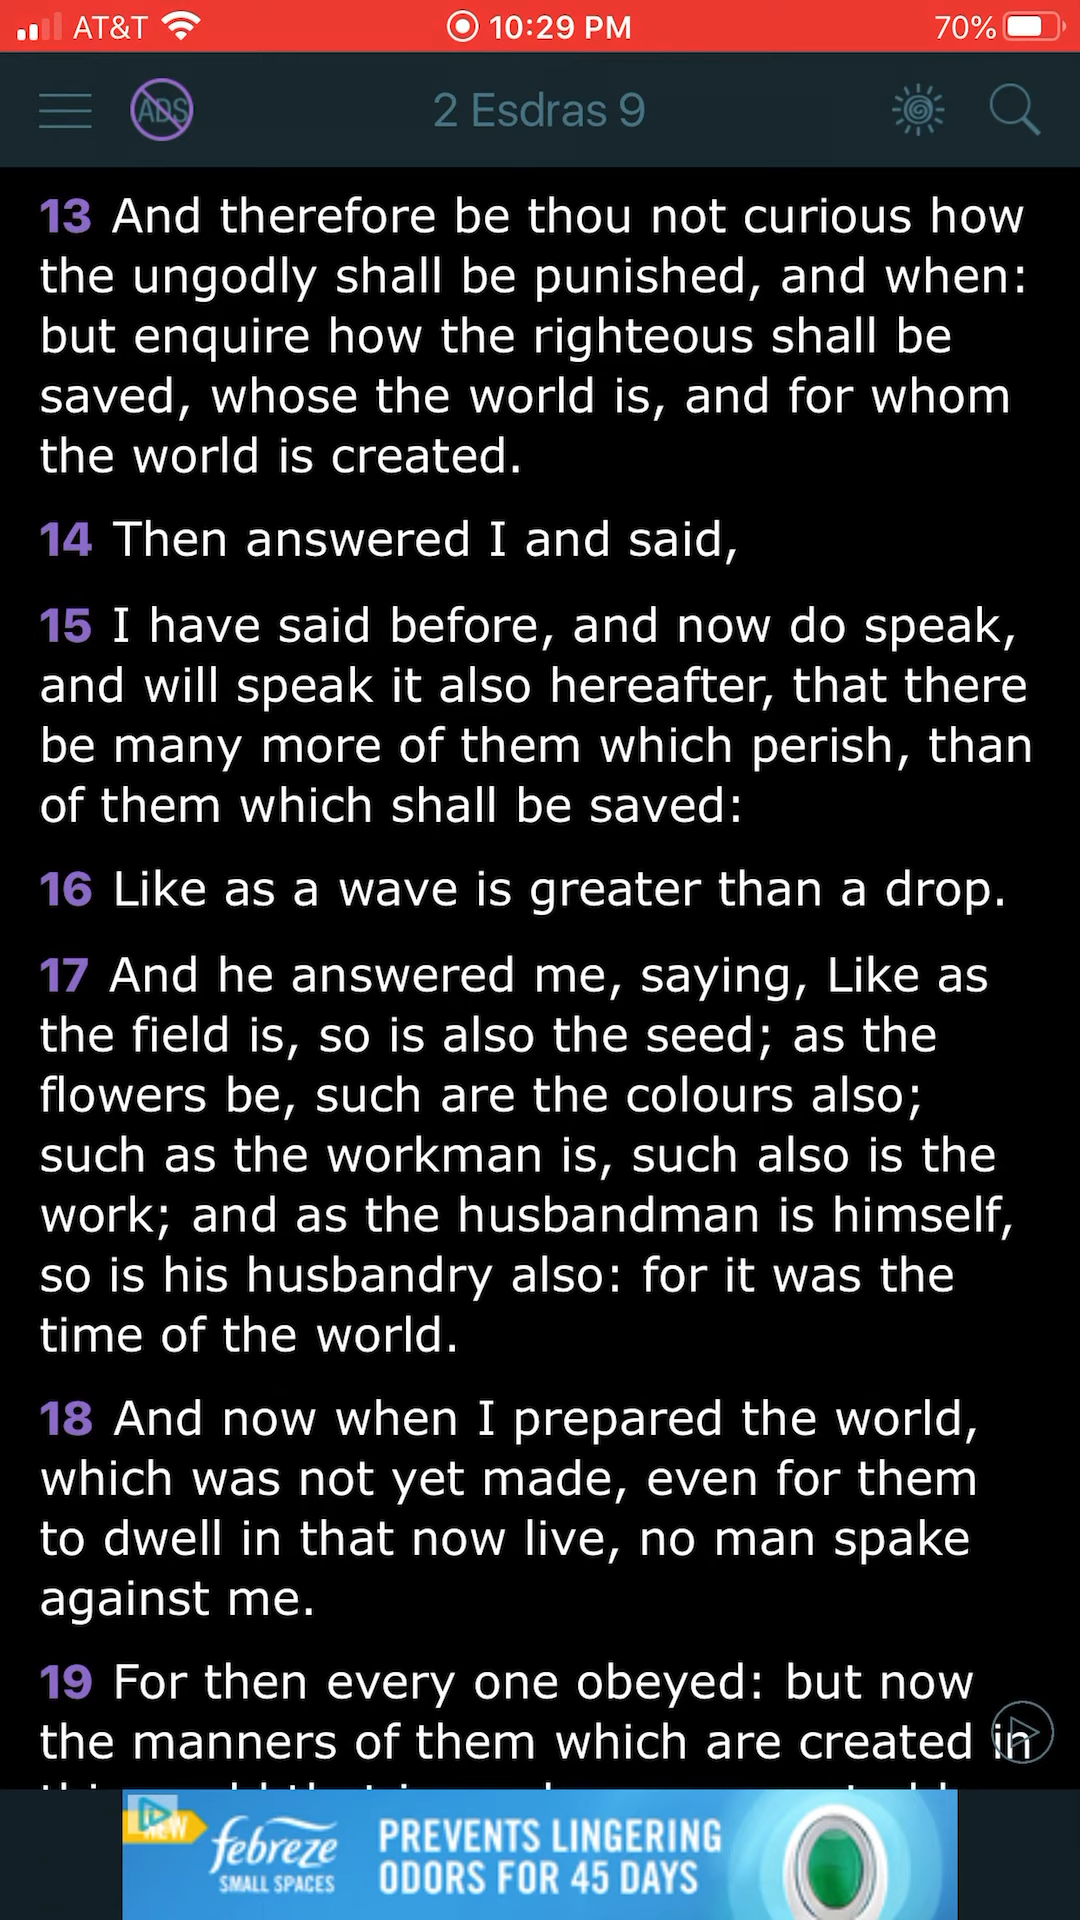 AT&T 10:29 PM 70%
ADS 2 Esdras 9
13 And therefore be thou not curious how
the ungodly shall be punished, and when:
but enquire how the righteous shall be
saved, whose the world is, and for whom
the world is created.
14 Then answered I and said,
15 I have said before, and now do speak,
and will speak it also hereafter, that there
be many more of them which perish, than
of them which shall be saved:
16 Like as a wave is greater than a drop.
17 And he answered me, saying, Like as
the field is, so is also the seed; as the
flowers be, such are the colours also;
such as the workman is, such also is the
work; and as the husbandman is himself,
so is his husbandry also: for it was the
time of the world.
18 And now when I prepared the world,
which was not yet made, even for them
to dwell in that now live, no man spake
against me.
19 For then every one obeyed: but now
the manners of them which are created in
NEW
febreze
SMALL SPACES
PREVENTS LINGERING
ODORS FOR 45 DAYS